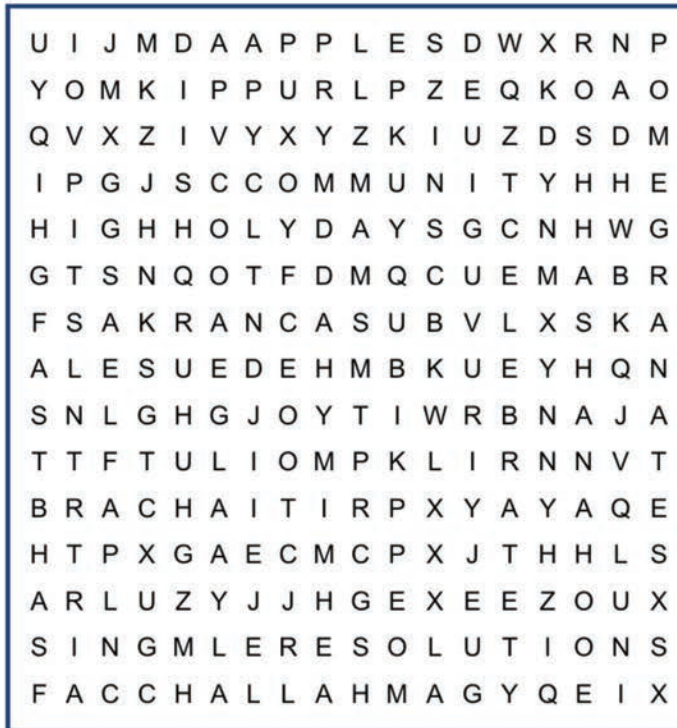 U I J M D A A P P L E S D W X R N P
Y O M K I P P U R L P Z E Q K O A O
Q V X Z I V Y X Y Z K I U Z D S D M
I P G J S C C O M M U N I T Y H H E
H I G H H O L Y D A Y S G C N H W G
G T S N Q O T F D M Q C U E M A B R
F S A K R A N C A S U B V L X S K A
A L E S U E D E H M B K U E Y H Q N
S N L G H G J O Y T I W R B N A J A
T T F T U L I O M P K L I R N N V T
B R A C H A I T I R P X Y A Y A Q E
H T P X G A E C M C P X J T H H L S
A R L U Z Y J J H G E X E E Z O U X
S I N G M L E R E S O L U T I O N S
F A C C H A L L A H M A G Y Q E I X